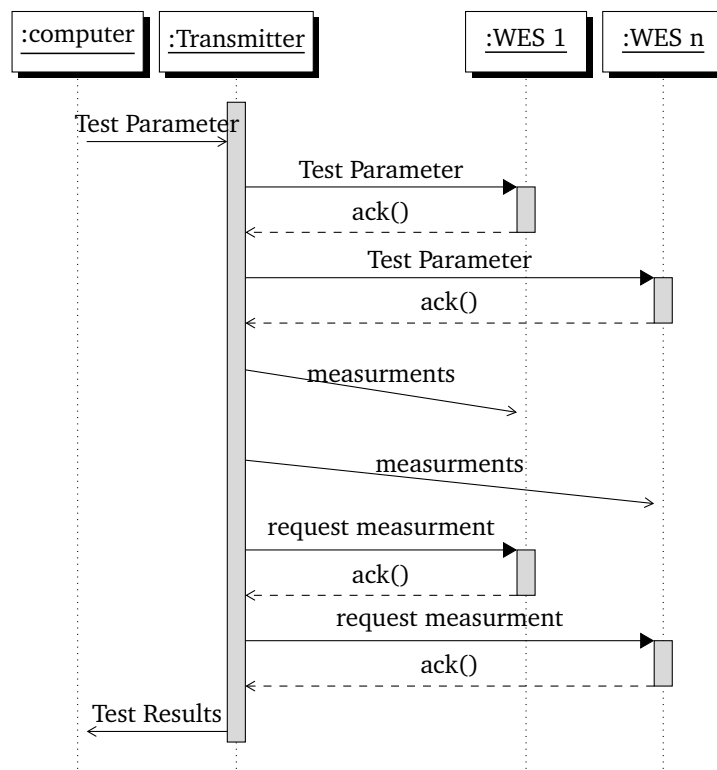 :computer
:Transmitter
:WES 1
:WES n
Test Parameter
Test Parameter
ack()
Test Parameter
ack()
measurments
measurments
request measurment
ack()
request measurment
ack()
Test Results